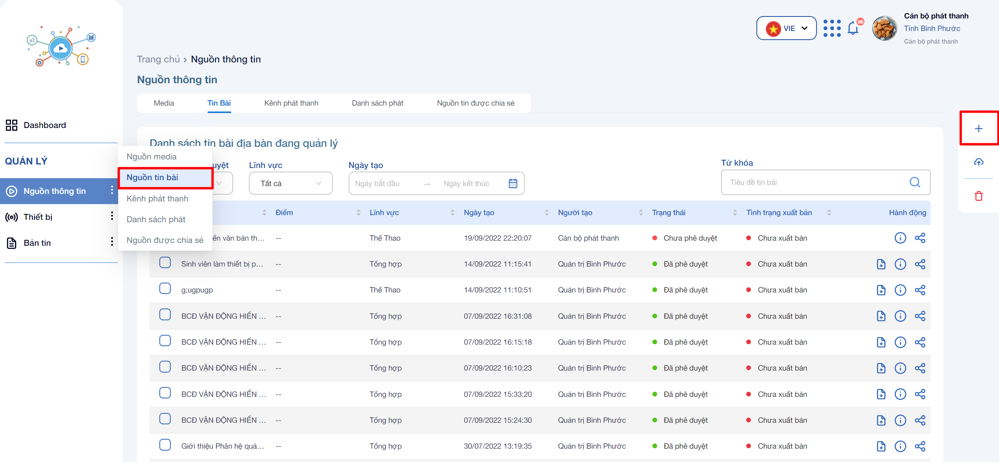 VIE
56
Cán bộ phát thanh
Tỉnh Bình Phước
Cán bộ phát thanh
Trang chủ › Nguồn thông tin
Nguồn thông tin
Media Tin Bài Kênh phát thanh Danh sách phát Nguồn tin được chia sẻ
Dashboard
QUẢN LÝ
Nguồn thông tin
Thiết bị
Bản tin
Nguồn media
Nguồn tin bài
Kênh phát thanh
Danh sách phát
Nguồn được chia sẻ
Danh sách tin bài địa bàn đang quản lý
uyệt Lĩnh vực Ngày tạo Từ khóa
Tất cả Ngày bắt đầu Ngày kết thúc Tiêu đề tin bài
Điểm Lĩnh vực Ngày tạo Người tạo Trạng thái Tình trạng xuất bản Hành động
ển văn bản th... -- Thể Thao 19/09/2022 22:20:07 Cán bộ phát thanh Chưa phê duyệt Chưa xuất bản
Sinh viên làm thiết bị p... -- Tổng hợp 14/09/2022 11:15:41 Quản trị Bình Phước Đã phê duyệt Chưa xuất bản
g;ugpugp -- Thể Thao 14/09/2022 11:10:51 Quản trị Bình Phước Đã phê duyệt Chưa xuất bản
BCĐ VẬN ĐỘNG HIẾN ... -- Tổng hợp 07/09/2022 16:31:08 Quản trị Bình Phước Đã phê duyệt Chưa xuất bản
BCĐ VẬN ĐỘNG HIẾN ... -- Tổng hợp 07/09/2022 16:15:18 Quản trị Bình Phước Đã phê duyệt Chưa xuất bản
BCĐ VẬN ĐỘNG HIẾN ... -- Tổng hợp 07/09/2022 16:10:23 Quản trị Bình Phước Đã phê duyệt Chưa xuất bản
BCĐ VẬN ĐỘNG HIẾN ... -- Tổng hợp 07/09/2022 15:33:20 Quản trị Bình Phước Đã phê duyệt Chưa xuất bản
BCĐ VẬN ĐỘNG HIẾN ... -- Tổng hợp 07/09/2022 15:24:30 Quản trị Bình Phước Đã phê duyệt Chưa xuất bản
Giới thiệu Phân hệ quả... -- Tổng hợp 30/07/2022 13:19:35 Quản trị Bình Phước Đã phê duyệt Chưa xuất bản